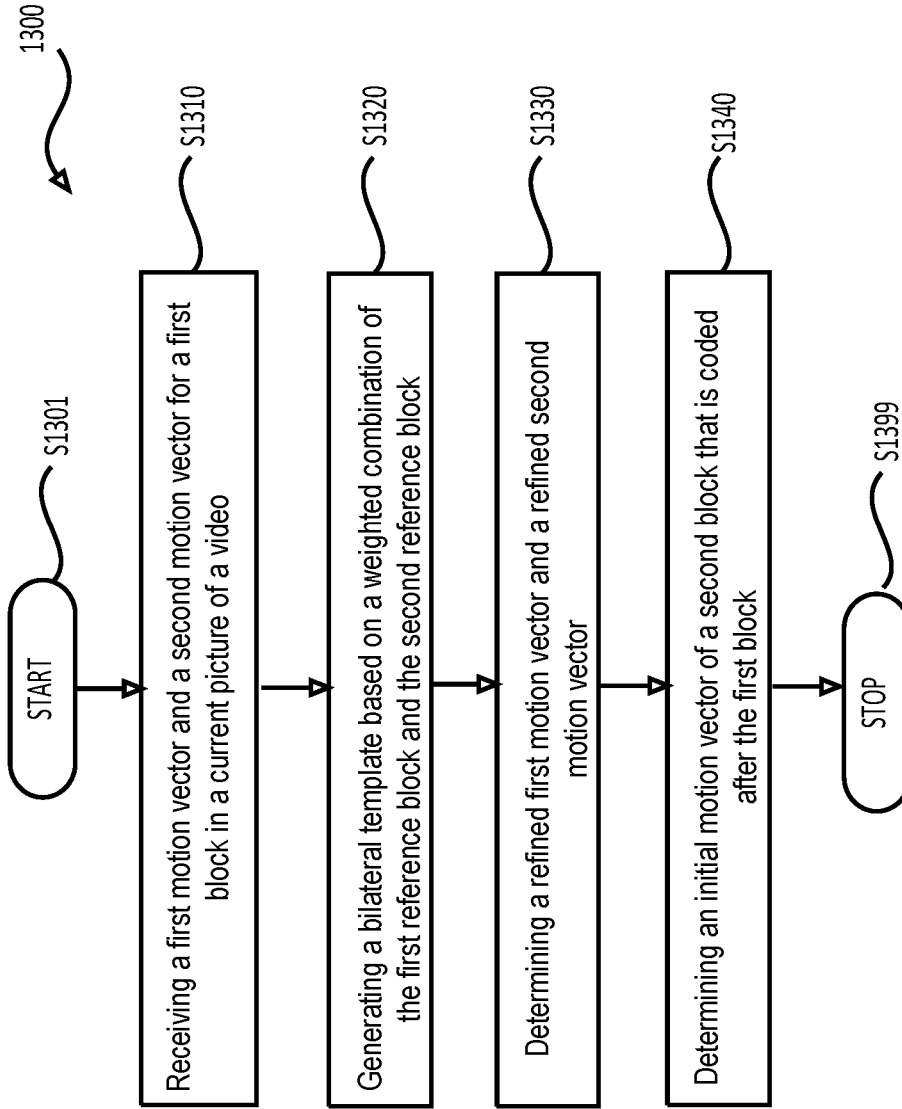 1300
START
S1301
Receiving a first motion vector and a second motion vector for a first
block in a current picture of a video
S1310
Generating a bilateral template based on a weighted combination of
the first reference block and the second reference block
S1320
Determining a refined first motion vector and a refined second
motion vector
S1330
Determining an initial motion vector of a second block that is coded
after the first block
S1340
STOP
S1399